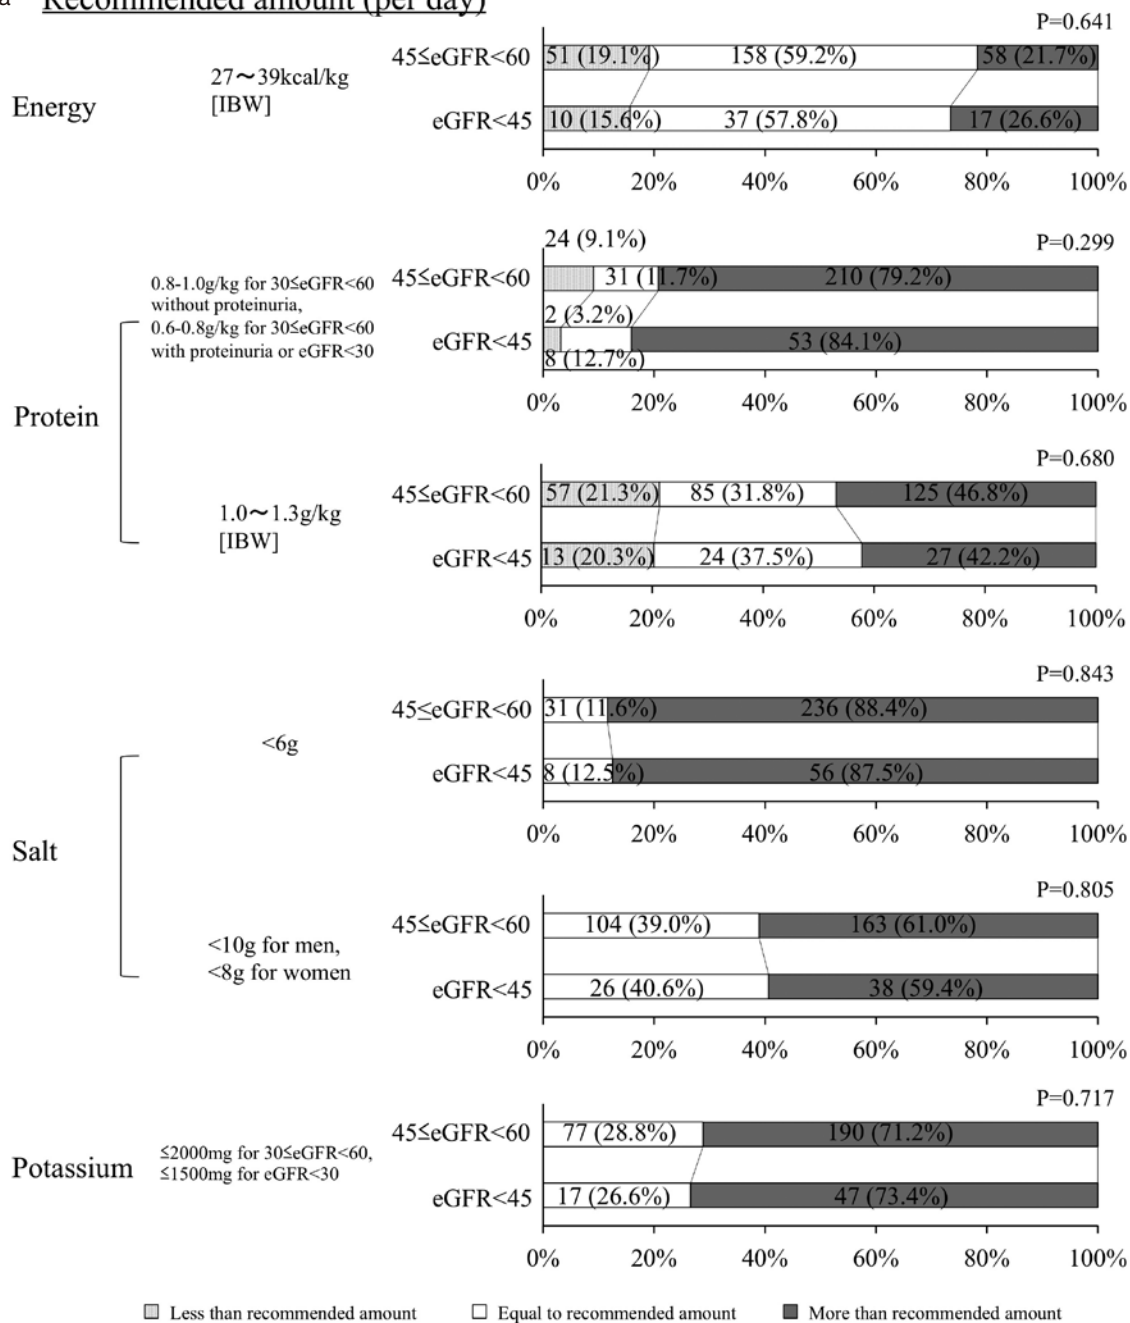 a Recommended amount (per day)
P=0.641
Energy
27～39kcal/kg
[IBW]
45≤eGFR<60
51 (19.1%) 158 (59.2%) 58 (21.7%)
eGFR<45
10 (15.6%) 37 (57.8%) 17 (26.6%)
0% 20% 40% 60% 80% 100%
Protein
24 (9.1%)
P=0.299
0.8-1.0g/kg for 30≤eGFR<60
without proteinuria,
0.6-0.8g/kg for 30≤eGFR<60
with proteinuria or eGFR<30
45≤eGFR<60
31 (11.7%) 210 (79.2%)
2 (3.2%)
eGFR<45
53 (84.1%)
8 (12.7%)
0% 20% 40% 60% 80% 100%
P=0.680
1.0～1.3g/kg
[IBW]
45≤eGFR<60
57 (21.3%) 85 (31.8%) 125 (46.8%)
eGFR<45
13 (20.3%) 24 (37.5%) 27 (42.2%)
0% 20% 40% 60% 80% 100%
Salt
P=0.843
<6g
45≤eGFR<60
31 (11.6%) 236 (88.4%)
eGFR<45
8 (12.5%) 56 (87.5%)
0% 20% 40% 60% 80% 100%
P=0.805
<10g for men,
<8g for women
45≤eGFR<60
104 (39.0%) 163 (61.0%)
eGFR<45
26 (40.6%) 38 (59.4%)
0% 20% 40% 60% 80% 100%
P=0.717
Potassium
≤2000mg for 30≤eGFR<60,
≤1500mg for eGFR<30
45≤eGFR<60
77 (28.8%) 190 (71.2%)
eGFR<45
17 (26.6%) 47 (73.4%)
0% 20% 40% 60% 80% 100%
Less than recommended amount Equal to recommended amount More than recommended amount